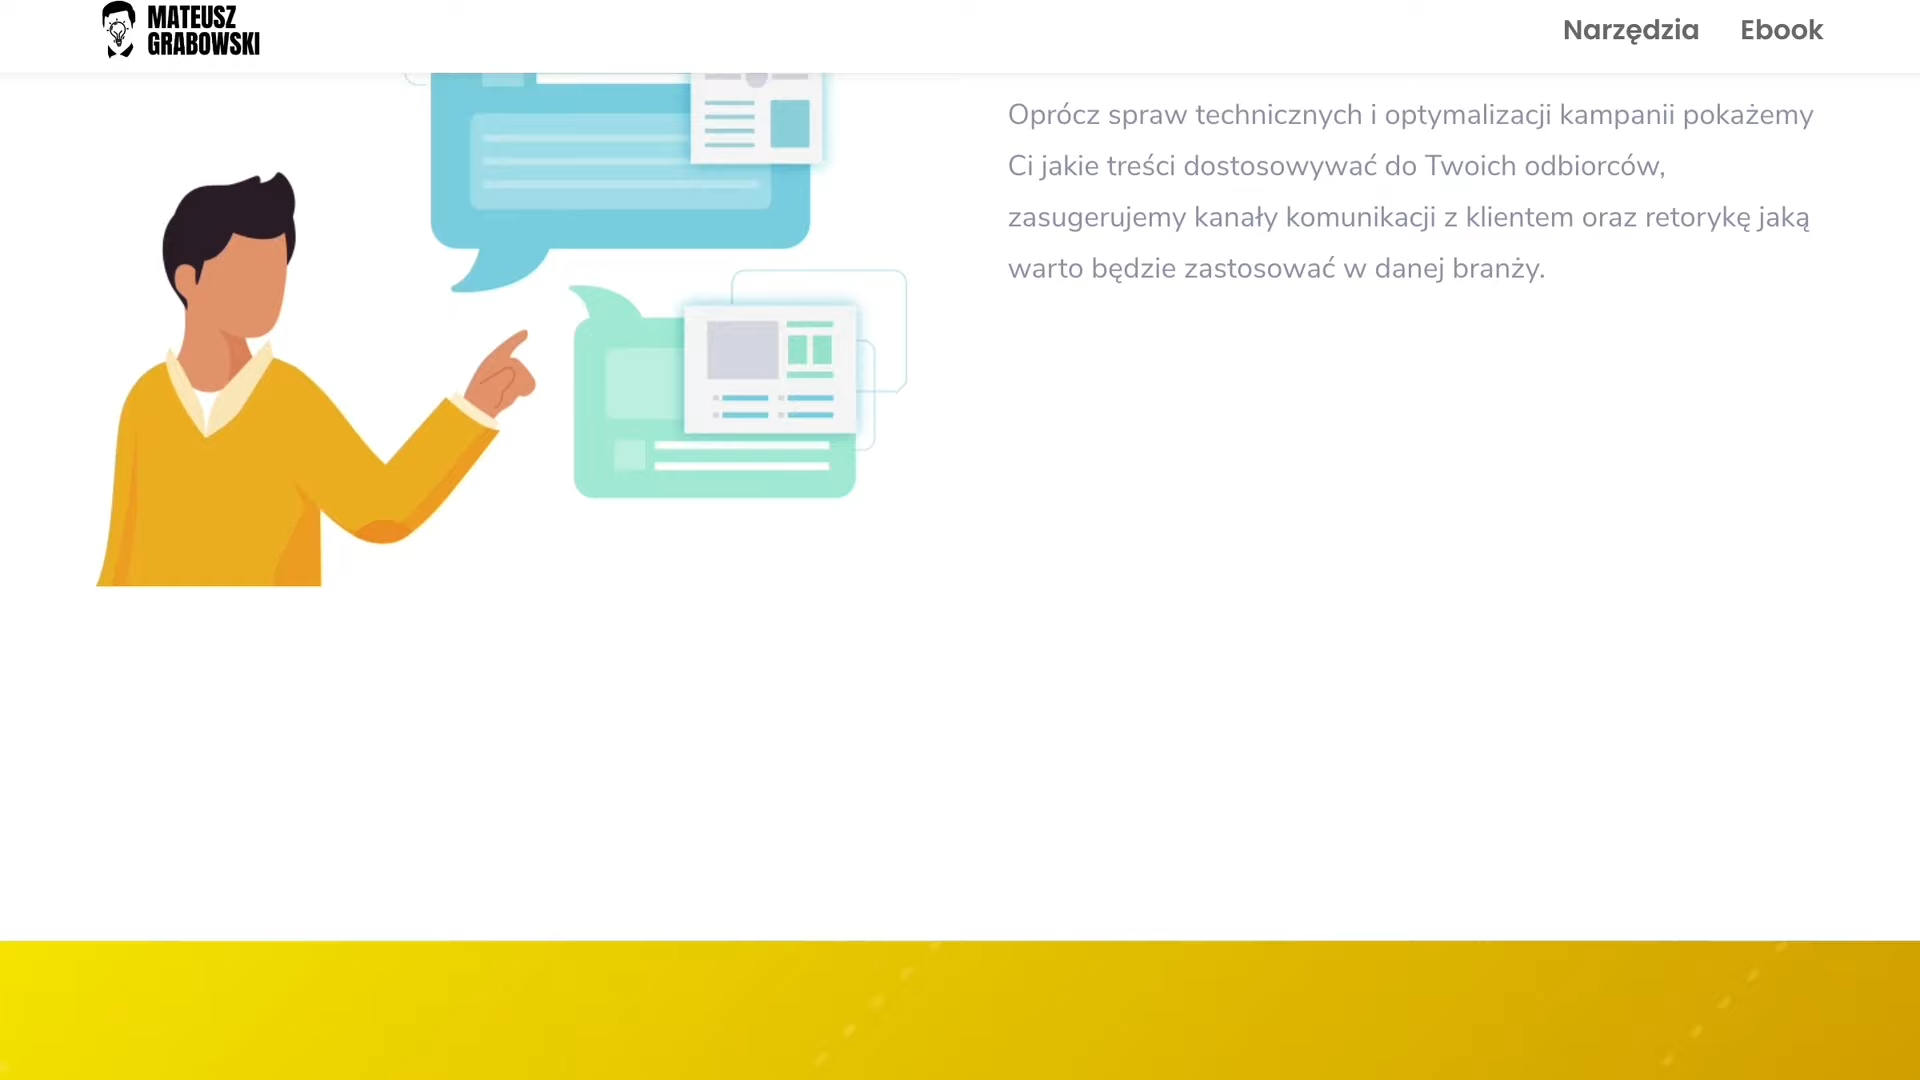 MATEUSZ
GRABOWSKI
Narzędzia
Ebook
Oprócz spraw technicznych i optymalizacji kampanii pokażemy
Ci jakie treści dostosowywać do Twoich odbiorców,
zasugerujemy kanały komunikacji z klientem oraz retorykę jaką
warto będzie zastosować w danej branży.